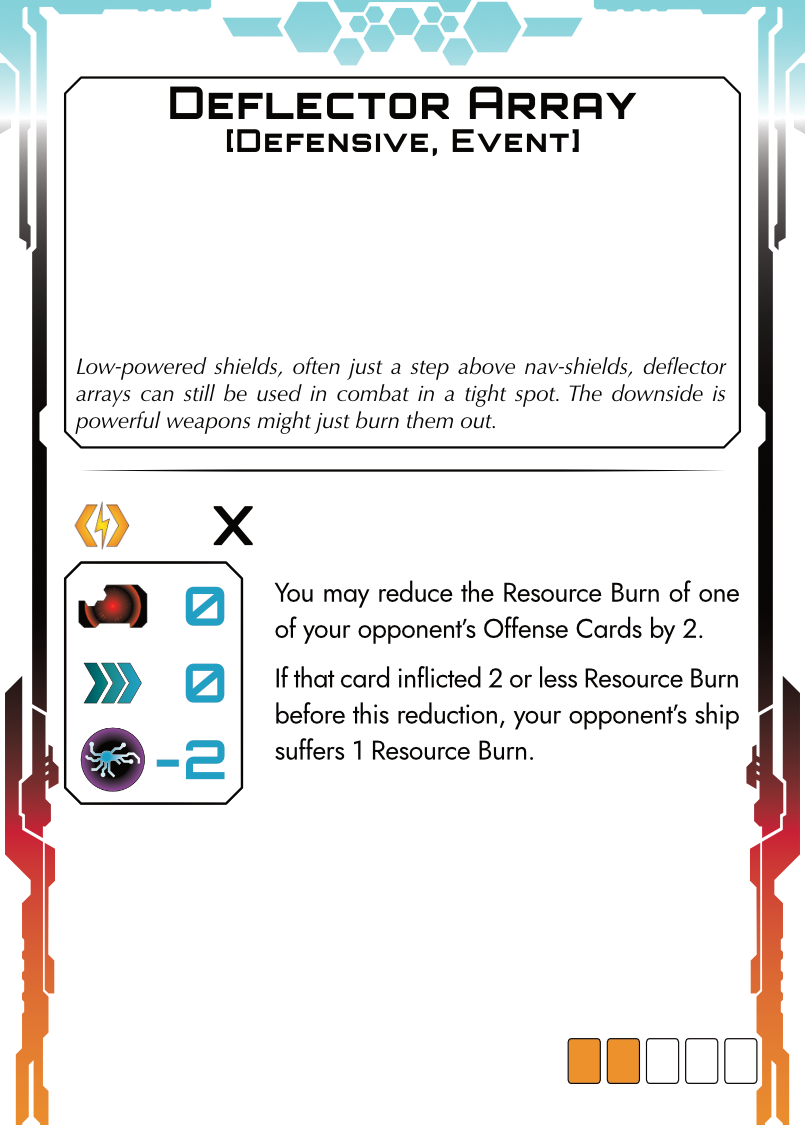 Deflector Array
[Defensive, Event]
Low-powered shields, often just a step above nav-shields, deflector
arrays can still be used in combat in a tight spot. The downside is
powerful weapons might just burn them out.
X
0
You may reduce the Resource Burn of one
of your opponent's Offense Cards by 2.
0
If that card inflicted 2 or less Resource Burn
before this reduction, your opponent's ship
suffers 1 Resource Burn.
-2